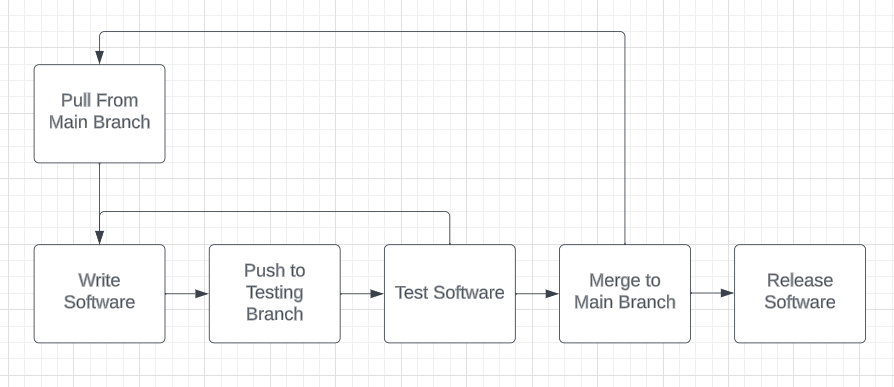 Pull From
Main Branch
Write
Software
Push to
Testing
Branch
Test Software
Merge to
Main Branch
Release
Software